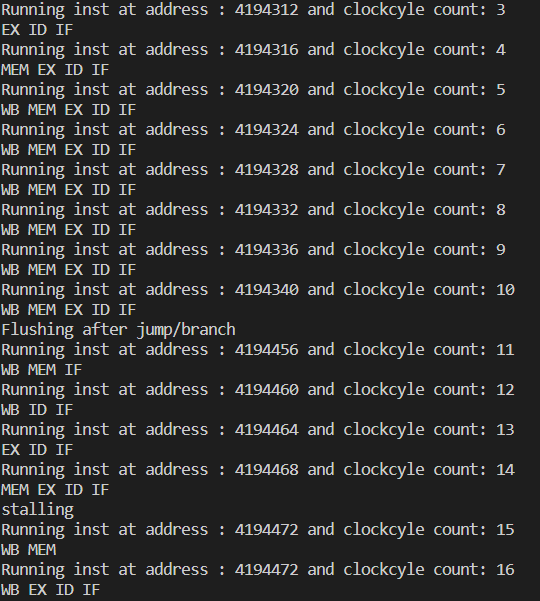 Running inst at address : 4194312 and clockcyle count: 3
EX ID IF
Running inst at address : 4194316 and clockcyle count: 4
MEM EX ID IF
Running inst at address : 4194320 and clockcyle count: 5
WB MEM EX ID IF
Running inst at address : 4194324 and clockcyle count: 6
WB MEM EX ID IF
Running inst at address : 4194328 and clockcyle count: 7
WB MEM EX ID IF
Running inst at address : 4194332 and clockcyle count: 8
WB MEM EX ID IF
Running inst at address : 4194336 and clockcyle count: 9
WB MEM EX ID IF
Running inst at address : 4194340 and clockcyle count: 10
WB MEM EX ID IF
Flushing after jump/branch
Running inst at address : 4194456 and clockcyle count: 11
WB MEM IF
Running inst at address : 4194460 and clockcyle count: 12
WB ID IF
Running inst at address : 4194464 and clockcyle count: 13
EX ID IF
Running inst at address : 4194468 and clockcyle count: 14
MEM EX ID IF
stalling
Running inst at address : 4194472 and clockcyle count: 15
WB MEM
Running inst at address : 4194472 and clockcyle count: 16
WB EX ID IF